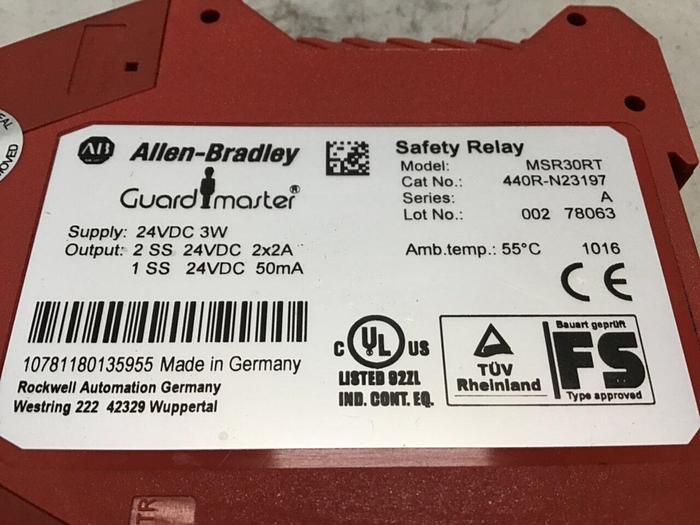 EAL
MOVED
AB Allen-Bradley
Guardmaster®
Supply: 24VDC 3W
Output: 2 SS 24VDC 2x2A
1 SS 24VDC 50mA
10781180135955 Made in Germany
Rockwell Automation Germany
Westring 222 42329 Wuppertal
Safety Relay
Model: MSR30RT
Cat No.: 440R-N23197
Series: A
Lot No.: 002 78063
Amb.temp.: 55°C 1016
CE
C UL US
LISTED 92ZL
IND. CONT. EQ.
TÜV
Rheinland
Bauart geprüft
FS
Type approved
TR